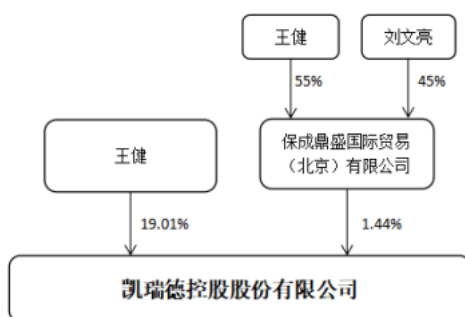 王健
刘文亮
55%
45%
王健
保成鼎盛国际贸易
（北京）有限公司
19.01%
1.44%
凯瑞德控股股份有限公司